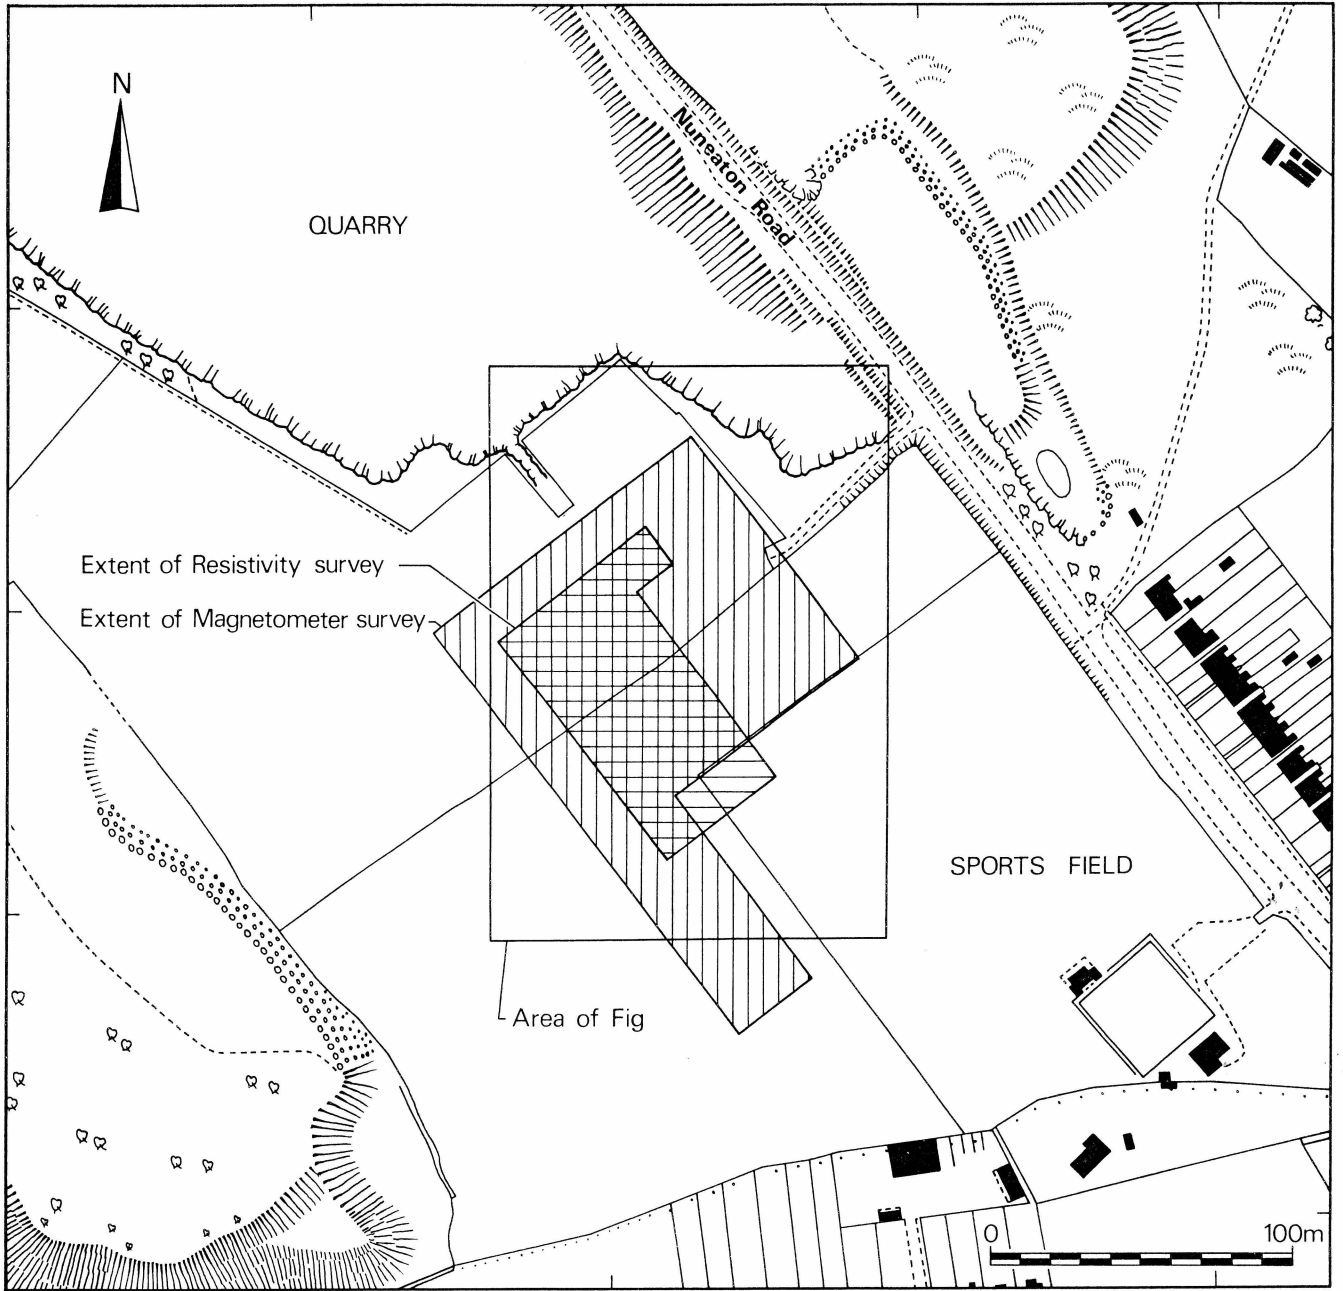 N
Nuneaton Road
QUARRY
Extent of Resistivity survey
Extent of Magnetometer survey
SPORTS FIELD
Area of Fig
0 100m